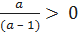 a/(a − 1) > 0